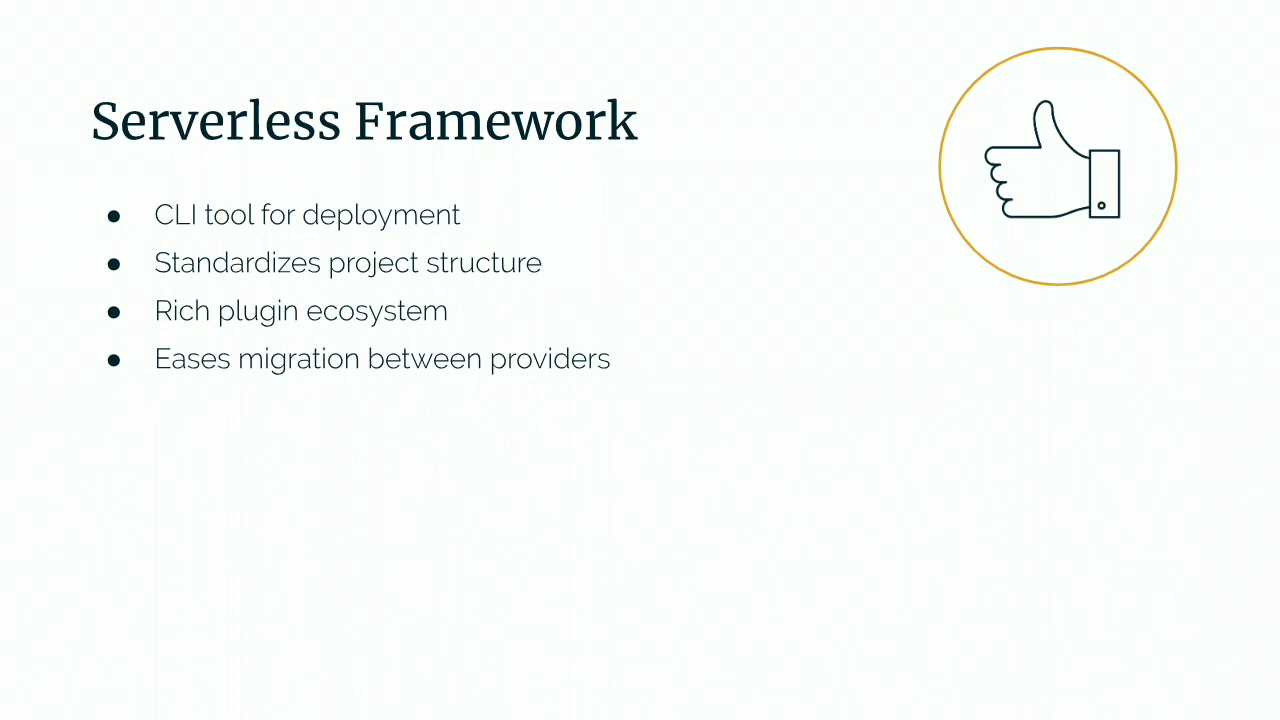 Serverless Framework
● CLI tool for deployment
● Standardizes project structure
● Rich plugin ecosystem
● Eases migration between providers